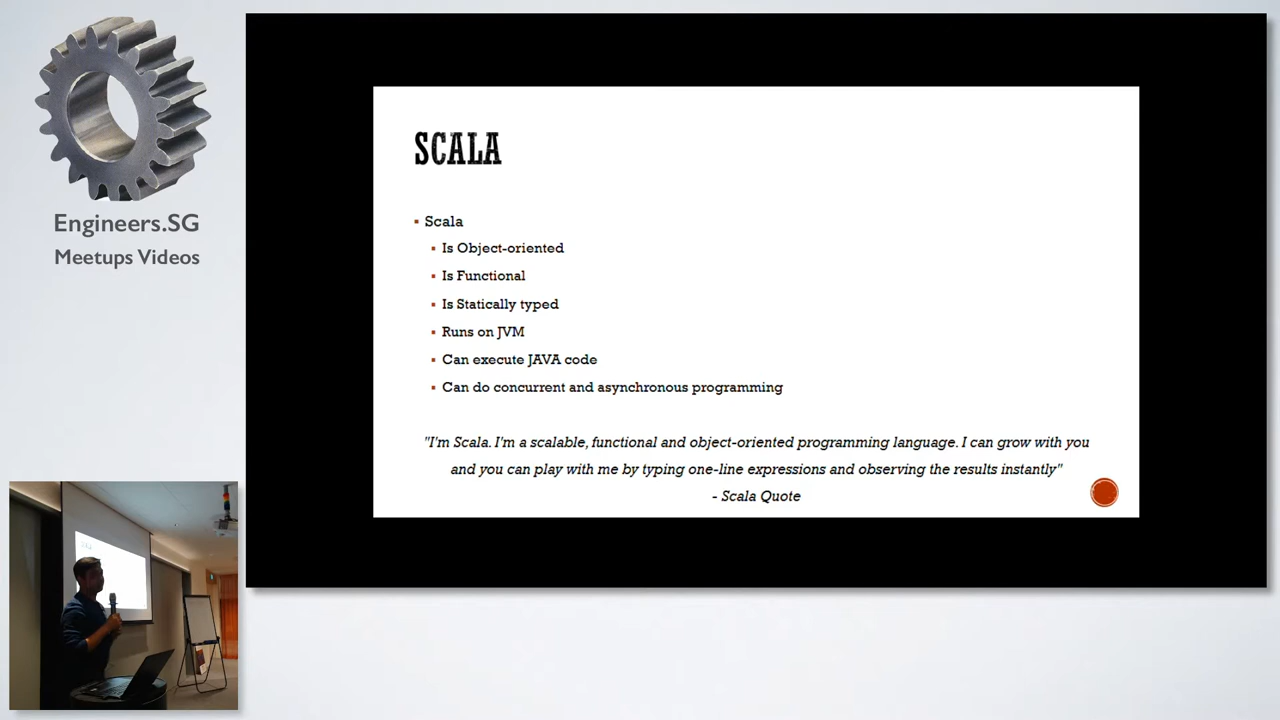 Engineers.SG
Meetups Videos
SCALA
Scala
Is Object-oriented
Is Functional
Is Statically typed
Runs on JVM
Can execute JAVA code
Can do concurrent and asynchronous programming
"I'm Scala. I'm a scalable, functional and object-oriented programming language. I can grow with you
and you can play with me by typing one-line expressions and observing the results instantly"
- Scala Quote